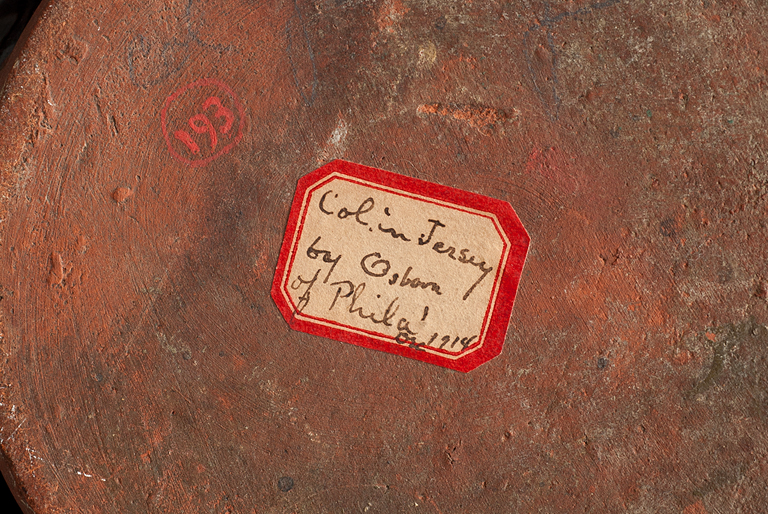 193
Col. in Jersey
by Osborn
of Phila'
1914